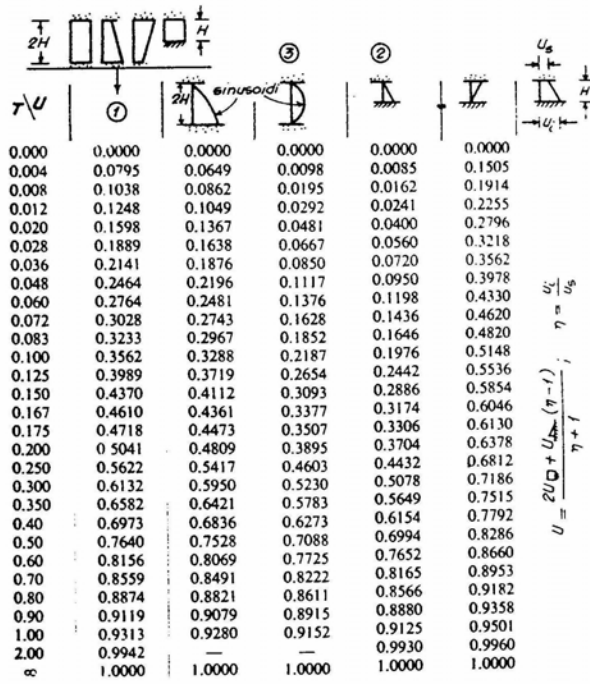 2H H
③ ② Us
T\U ① 2H sinusoidi H
Ui
0.000 0.0000 0.0000 0.0000 0.0000 0.0000
0.004 0.0795 0.0649 0.0098 0.0085 0.1505
0.008 0.1038 0.0862 0.0195 0.0162 0.1914
0.012 0.1248 0.1049 0.0292 0.0241 0.2255
0.020 0.1598 0.1367 0.0481 0.0400 0.2796
0.028 0.1889 0.1638 0.0667 0.0560 0.3218
0.036 0.2141 0.1876 0.0850 0.0720 0.3562
0.048 0.2464 0.2196 0.1117 0.0950 0.3978
0.060 0.2764 0.2481 0.1376 0.1198 0.4330
0.072 0.3028 0.2743 0.1628 0.1436 0.4620
0.083 0.3233 0.2967 0.1852 0.1646 0.4820
0.100 0.3562 0.3288 0.2187 0.1976 0.5148
0.125 0.3989 0.3719 0.2654 0.2442 0.5536
0.150 0.4370 0.4112 0.3093 0.2886 0.5854
0.167 0.4610 0.4361 0.3377 0.3174 0.6046
0.175 0.4718 0.4473 0.3507 0.3306 0.6130
0.200 0 5041 0.4809 0.3895 0.3704 0.6378
0.250 0.5622 0.5417 0.4603 0.4432 0.6812
0.300 0.6132 0.5950 0.5230 0.5078 0.7186
0.350 0.6582 0.6421 0.5783 0.5649 0.7515
0.40 0.6973 0.6836 0.6273 0.6154 0.7792
0.50 0.7640 0.7528 0.7088 0.6994 0.8286
0.60 0.8156 0.8069 0.7725 0.7652 0.8660
0.70 0.8559 0.8491 0.8222 0.8165 0.8953
0.80 0.8874 0.8821 0.8611 0.8566 0.9182
0.90 0.9119 0.9079 0.8915 0.8880 0.9358
1.00 0.9313 0.9280 0.9152 0.9125 0.9501
2.00 0.9942 — — 0.9930 0.9960
∞ 1.0000 1.0000 1.0000 1.0000 1.0000
U = (2U□ + U◺ (η-1)) / (η + 1) ; η = Ui / Us